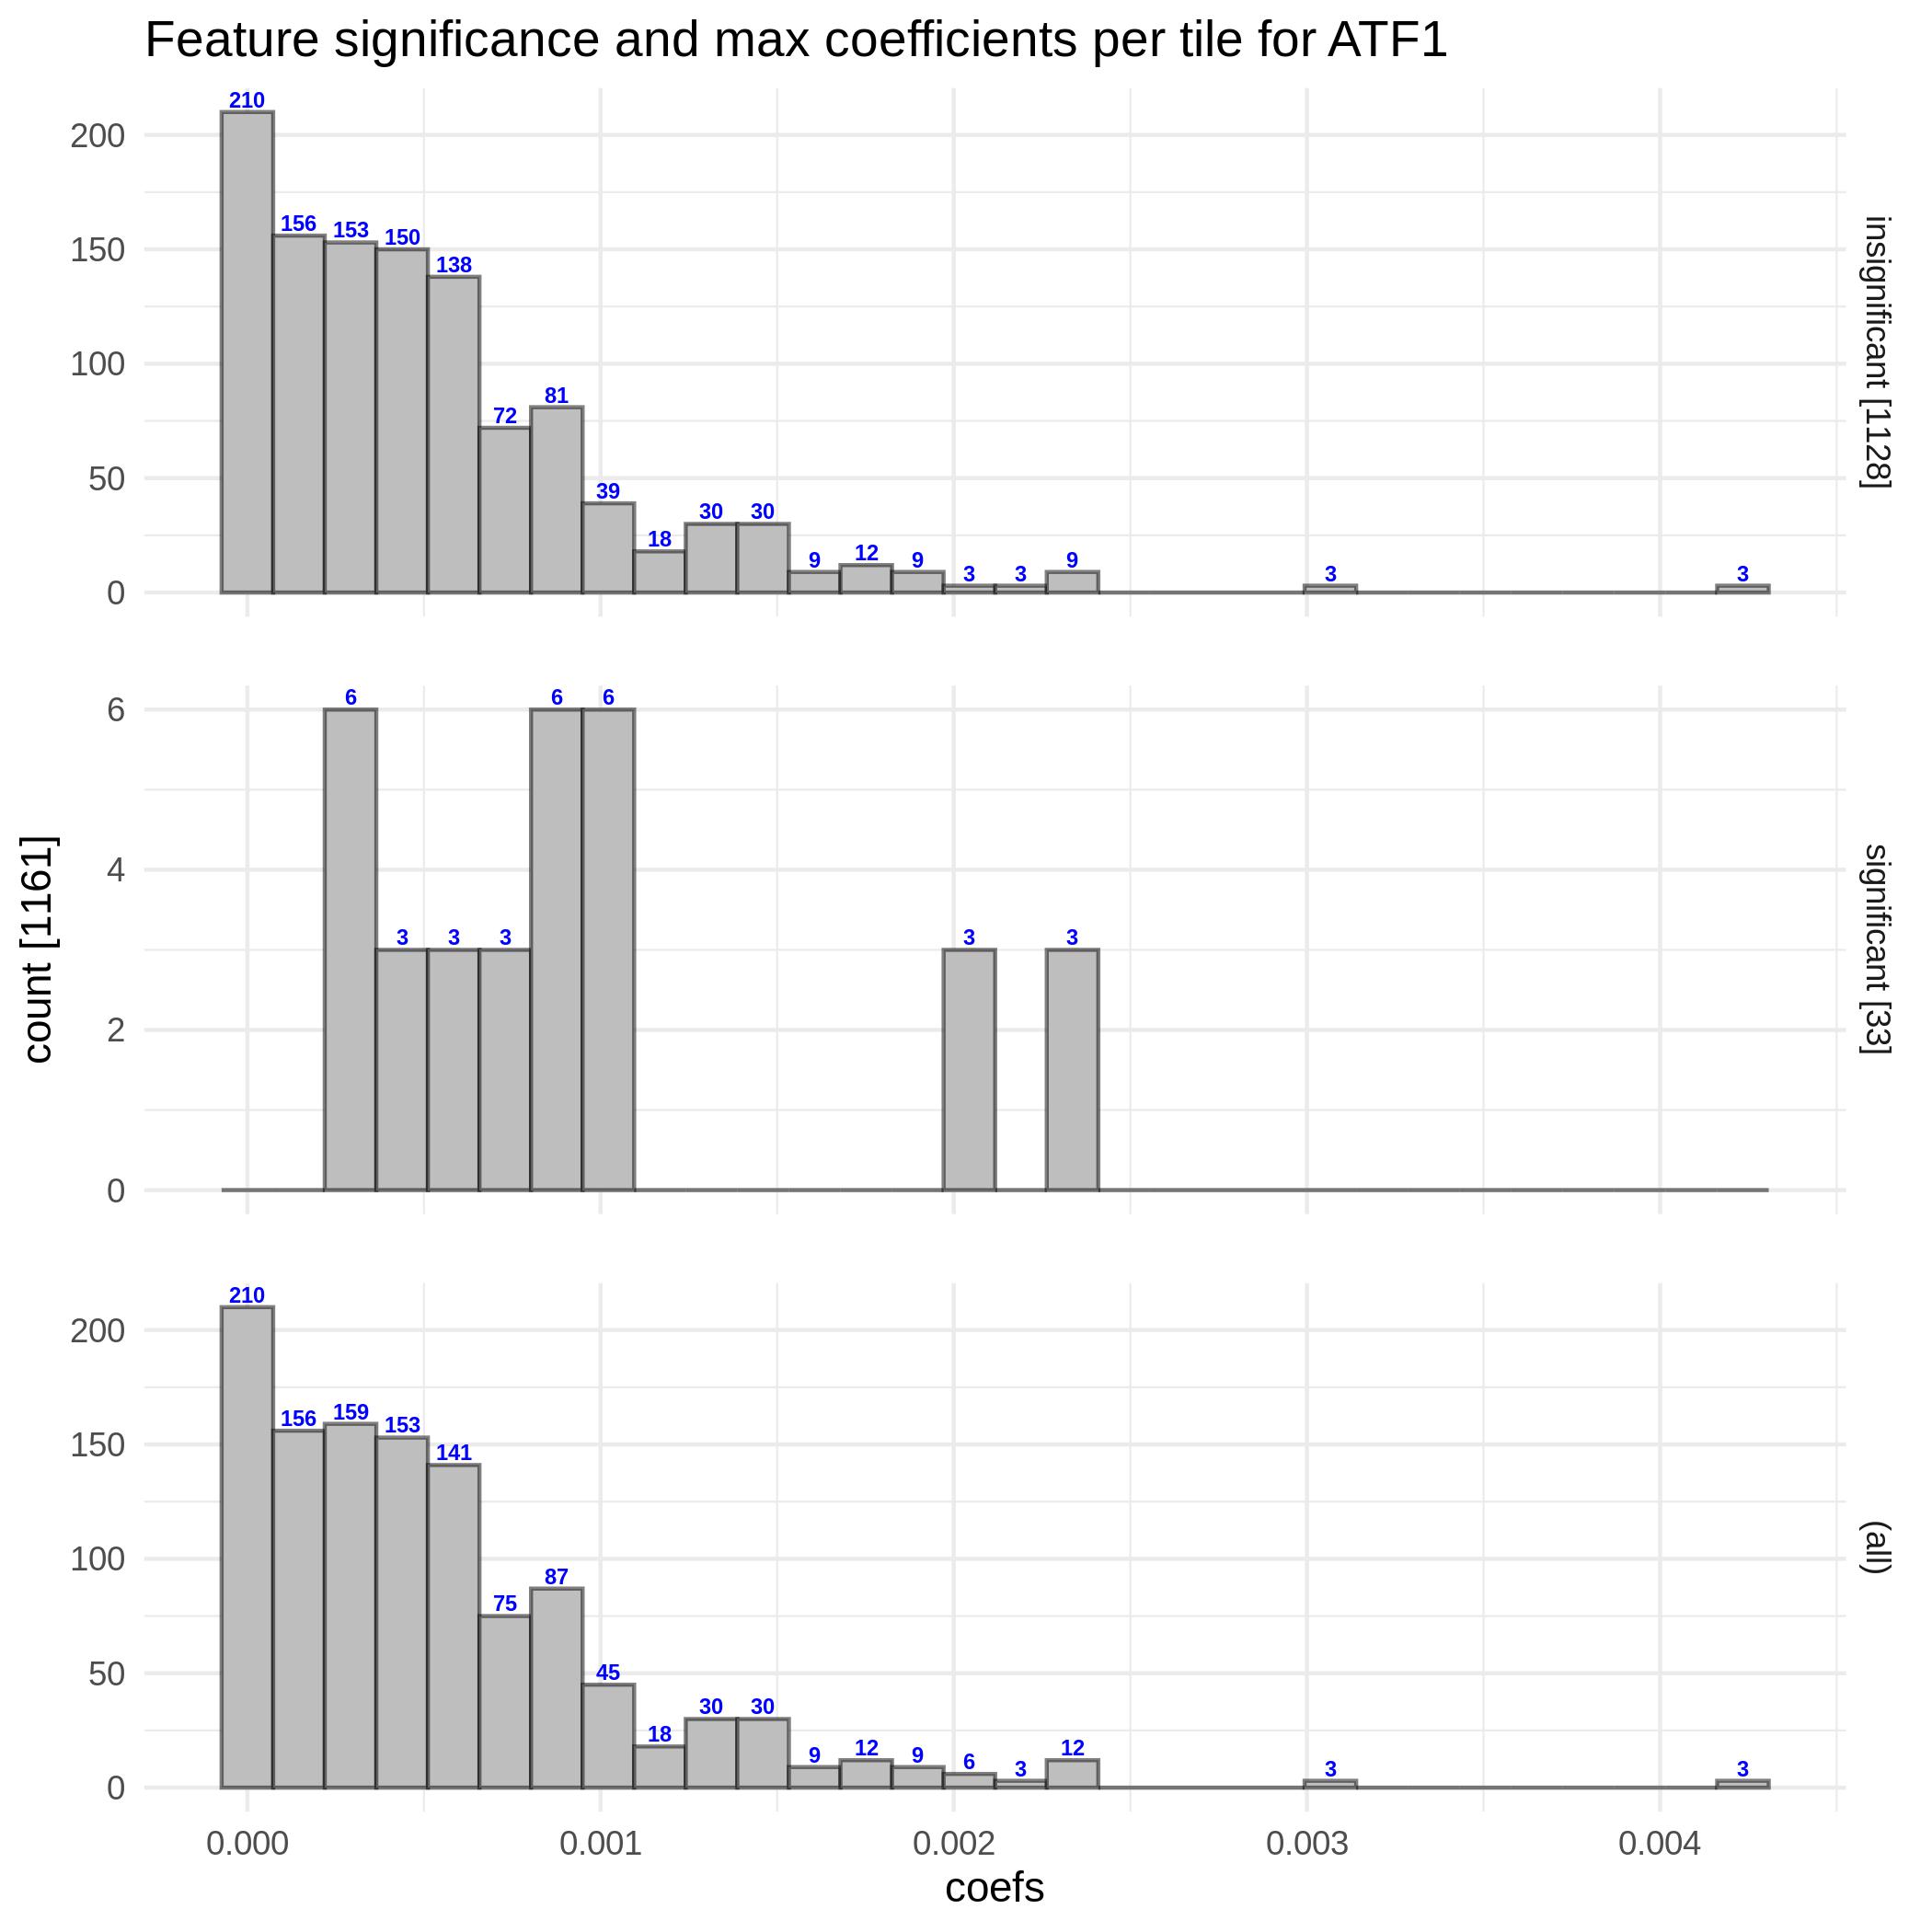 Feature significance and max coefficients per tile for ATF1
210
200
156 153 150
150
138
100
81
72
50
39
30 30
18
9 12 9 3 3 9 3 3
0
insignificant [1128]
6 6 6
6
4
3 3 3 3 3
2
0
significant [33]
count [1161]
210
200
156 159 153
150
141
100
87
75
50
45
30 30
18
9 12 9 6 3 12 3 3
0
(all)
0.000 0.001 0.002 0.003 0.004
coefs